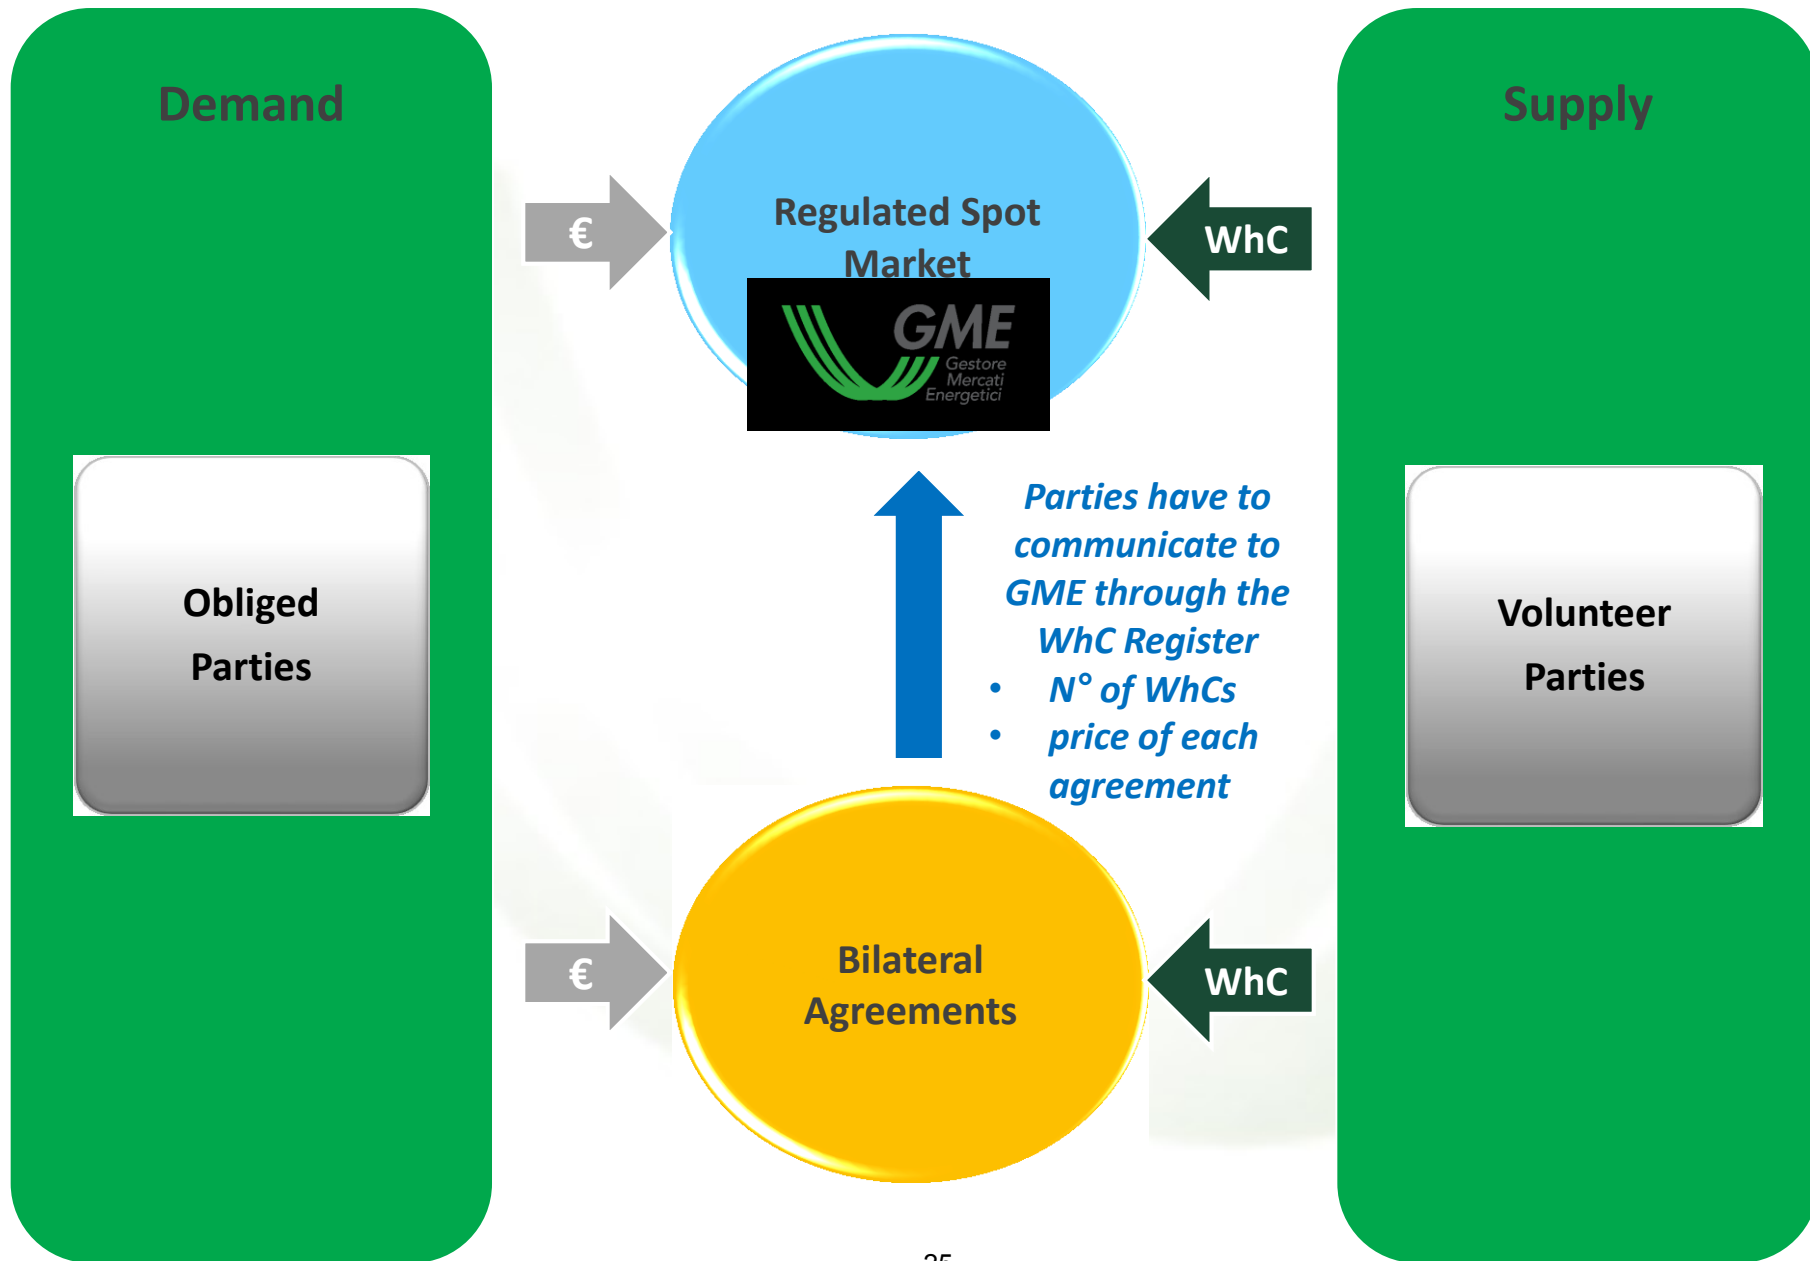 Demand
Supply
Regulated Spot
Market
€
WhC
GME
Gestore
Mercati
Energetici
Parties have to
communicate to
GME through the
WhC Register
• N° of WhCs
• price of each
agreement
Obliged
Parties
Volunteer
Parties
€
Bilateral
Agreements
WhC